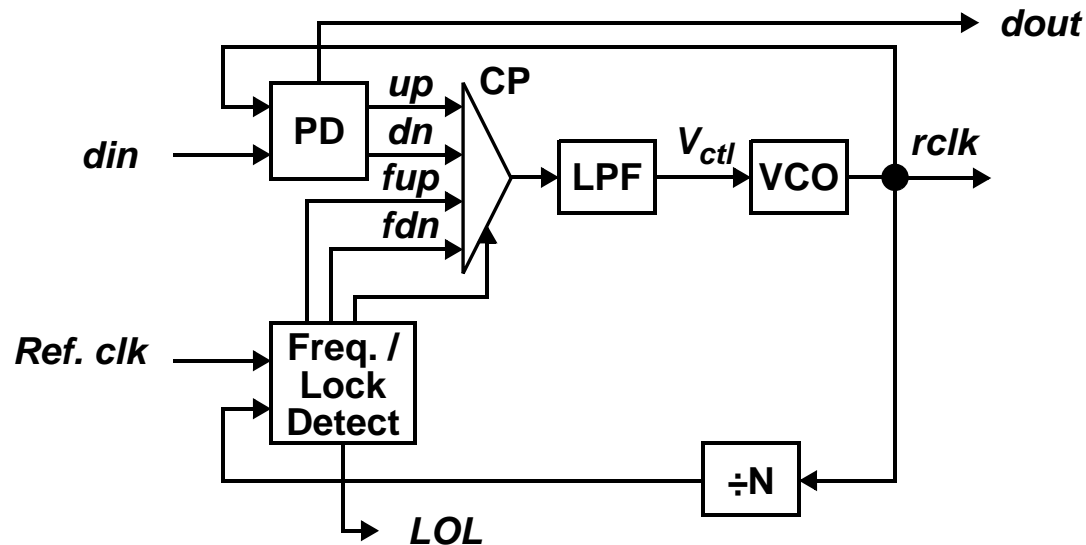 dout
CP
up
PD
dn
din
fup
fdn
LPF
Vctl
VCO
rclk
Ref. clk
Freq. /
Lock
Detect
÷N
LOL